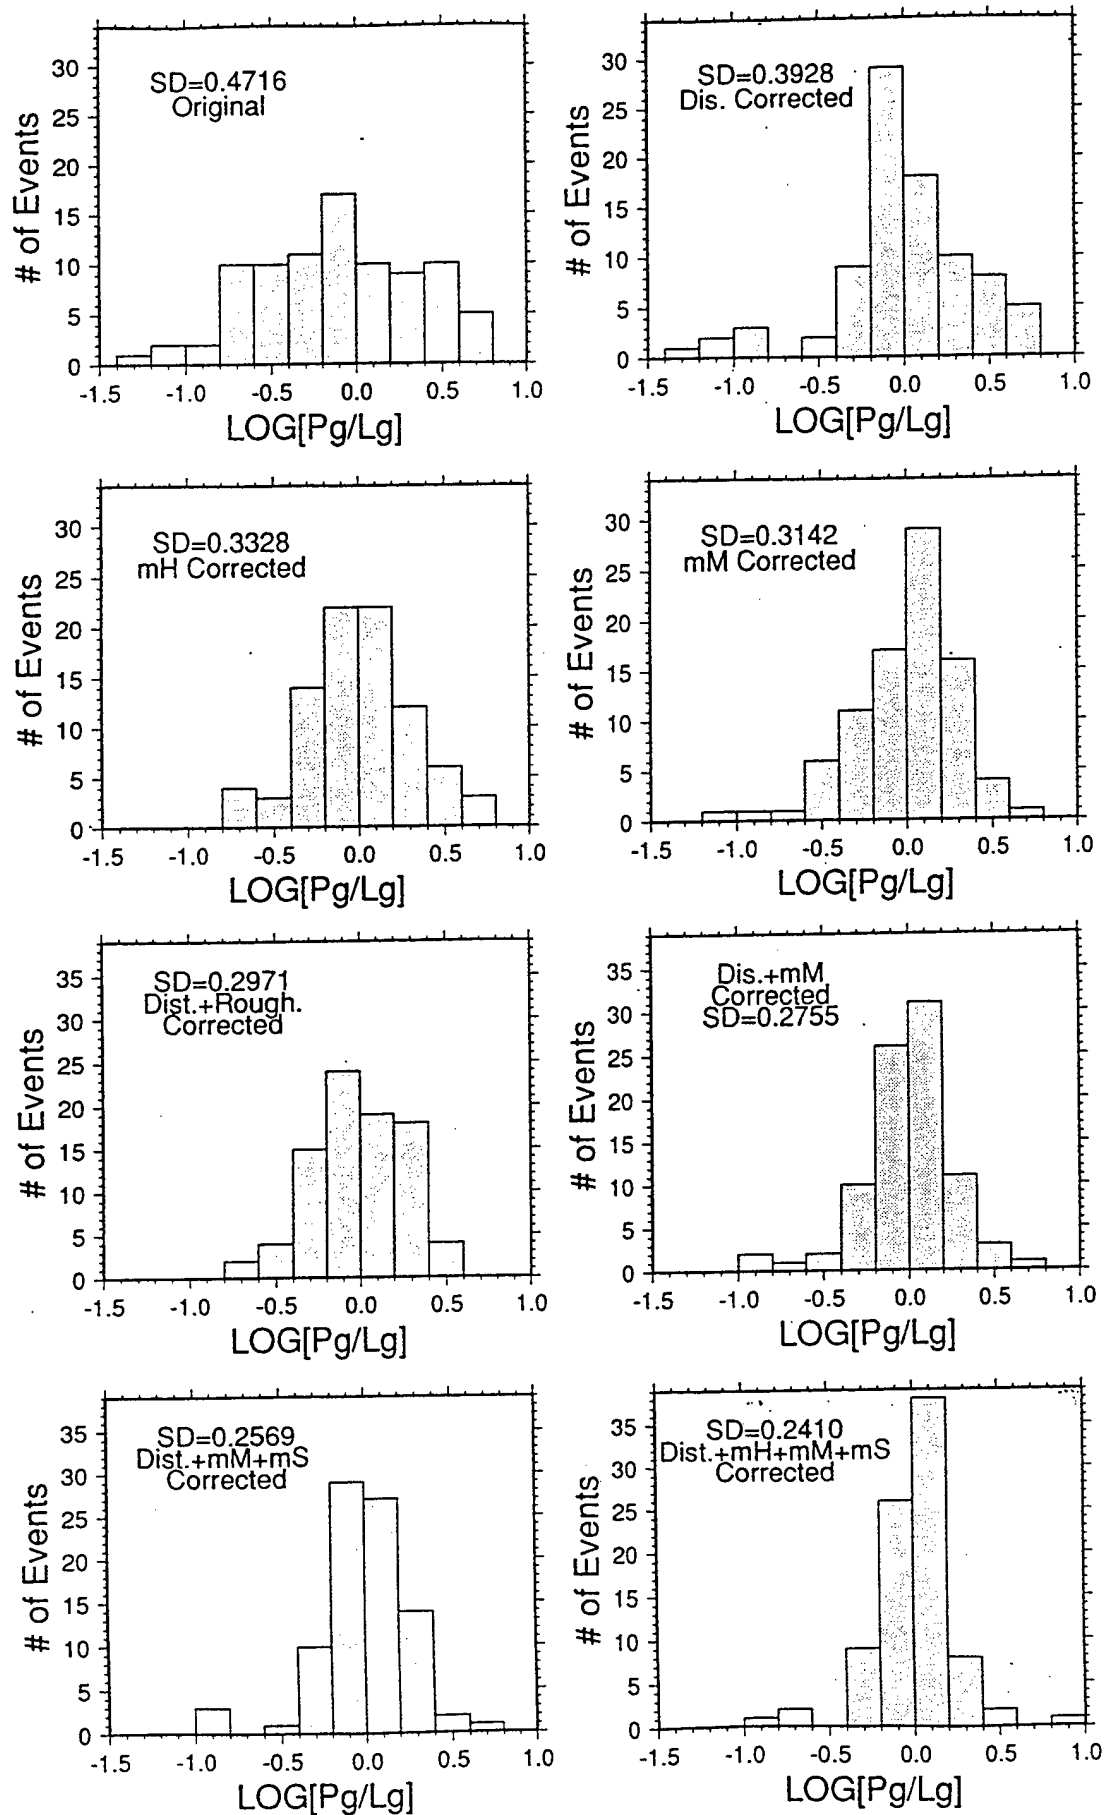 SD=0.4716
Original
# of Events
30
25
20
15
10
5
0
-1.5 -1.0 -0.5 0.0 0.5 1.0
LOG[Pg/Lg]
SD=0.3928
Dis. Corrected
# of Events
30
25
20
15
10
5
0
-1.5 -1.0 -0.5 0.0 0.5 1.0
LOG[Pg/Lg]
SD=0.3328
mH Corrected
# of Events
30
25
20
15
10
5
0
-1.5 -1.0 -0.5 0.0 0.5 1.0
LOG[Pg/Lg]
SD=0.3142
mM Corrected
# of Events
30
25
20
15
10
5
0
-1.5 -1.0 -0.5 0.0 0.5 1.0
LOG[Pg/Lg]
SD=0.2971
Dist.+Rough.
Corrected
# of Events
35
30
25
20
15
10
5
0
-1.5 -1.0 -0.5 0.0 0.5 1.0
LOG[Pg/Lg]
Dis.+mM
Corrected
SD=0.2755
# of Events
35
30
25
20
15
10
5
0
-1.5 -1.0 -0.5 0.0 0.5 1.0
LOG[Pg/Lg]
SD=0.2569
Dist.+mM+mS
Corrected
# of Events
35
30
25
20
15
10
5
0
-1.5 -1.0 -0.5 0.0 0.5 1.0
LOG[Pg/Lg]
SD=0.2410
Dist.+mH+mM+mS
Corrected
# of Events
35
30
25
20
15
10
5
0
-1.5 -1.0 -0.5 0.0 0.5 1.0
LOG[Pg/Lg]